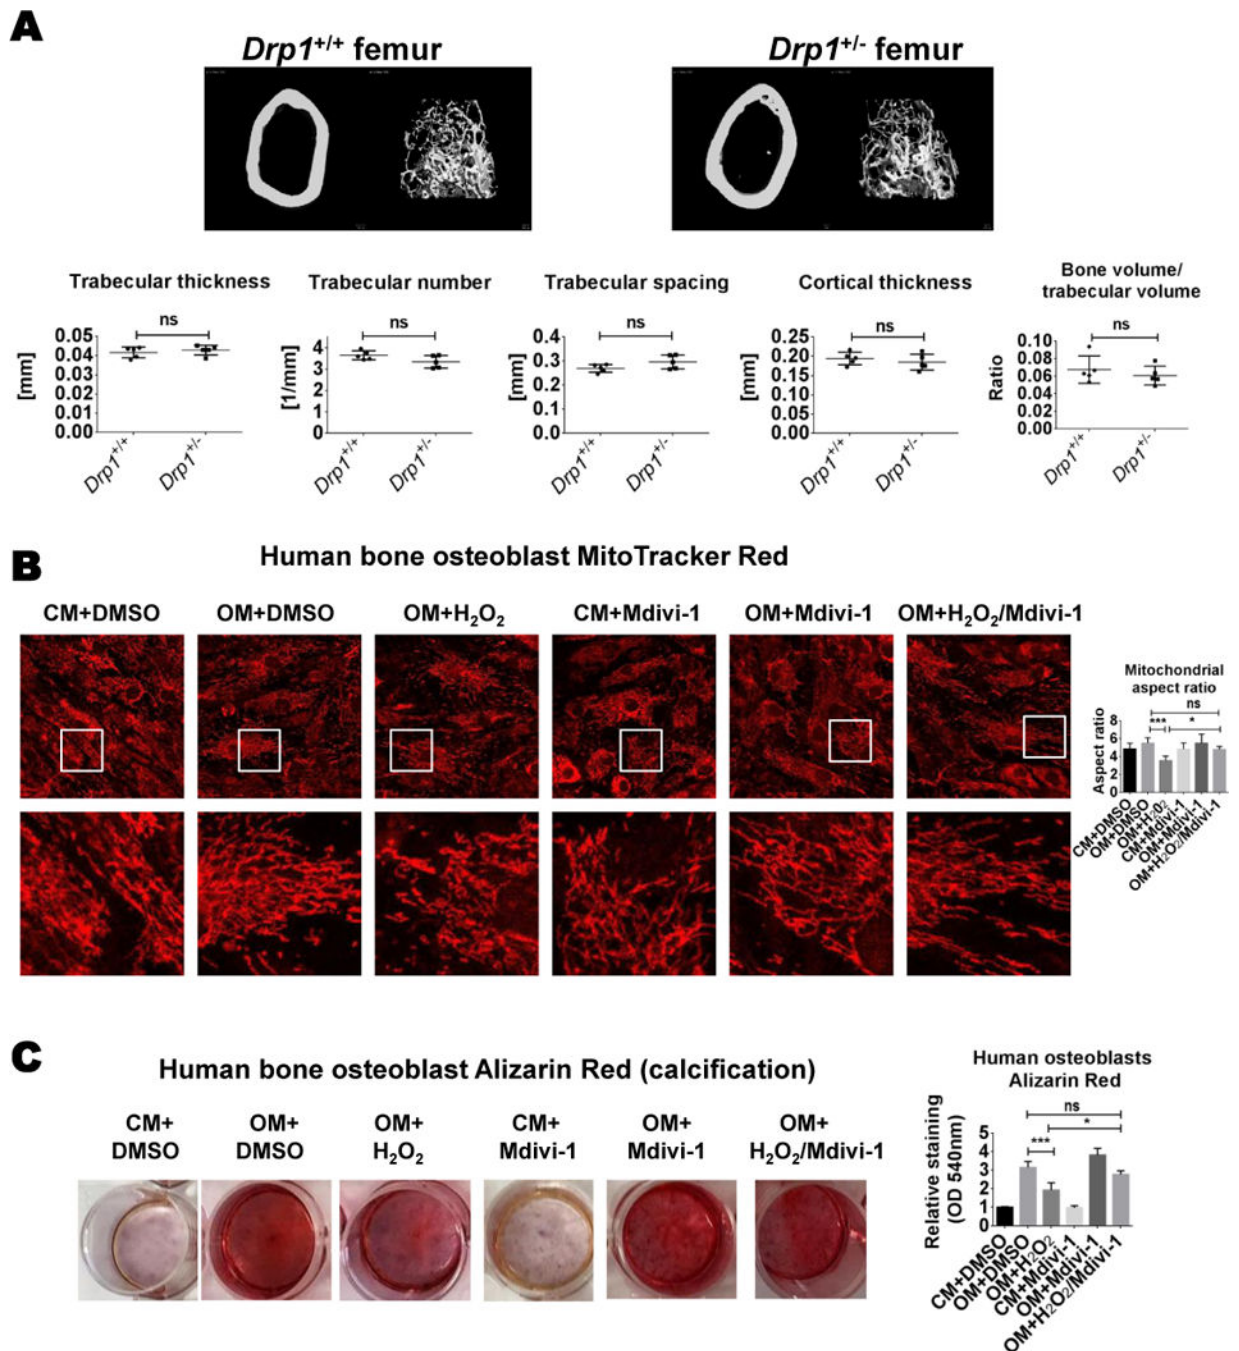 A
Drp1+/+ femur
Drp1+/- femur
Trabecular thickness
ns
[mm]
0.05
0.04
0.03
0.02
0.01
0.00
Drp1+/+
Drp1+/-
Trabecular number
ns
[1/mm]
4
3
2
1
0
Drp1+/+
Drp1+/-
Trabecular spacing
ns
[mm]
0.4
0.3
0.2
0.1
0.0
Drp1+/+
Drp1+/-
Cortical thickness
ns
[mm]
0.25
0.20
0.15
0.10
0.05
0.00
Drp1+/+
Drp1+/-
Bone volume/
trabecular volume
ns
Ratio
0.10
0.08
0.06
0.04
0.02
0.00
Drp1+/+
Drp1+/-
B
Human bone osteoblast MitoTracker Red
CM+DMSO
OM+DMSO
OM+H₂O₂
CM+Mdivi-1
OM+Mdivi-1
OM+H₂O₂/Mdivi-1
Mitochondrial
aspect ratio
ns
***
*
Aspect ratio
8
6
4
2
0
CM+DMSO
OM+DMSO
OM+H₂O₂
CM+Mdivi-1
OM+Mdivi-1
OM+H₂O₂/Mdivi-1
C
Human bone osteoblast Alizarin Red (calcification)
CM+
DMSO
OM+
DMSO
OM+
H₂O₂
CM+
Mdivi-1
OM+
Mdivi-1
OM+
H₂O₂/Mdivi-1
Human osteoblasts
Alizarin Red
ns
*
***
Relative staining
(OD 540nm)
5
4
3
2
1
0
CM+DMSO
OM+DMSO
OM+H₂O₂
CM+Mdivi-1
OM+Mdivi-1
OM+H₂O₂/Mdivi-1